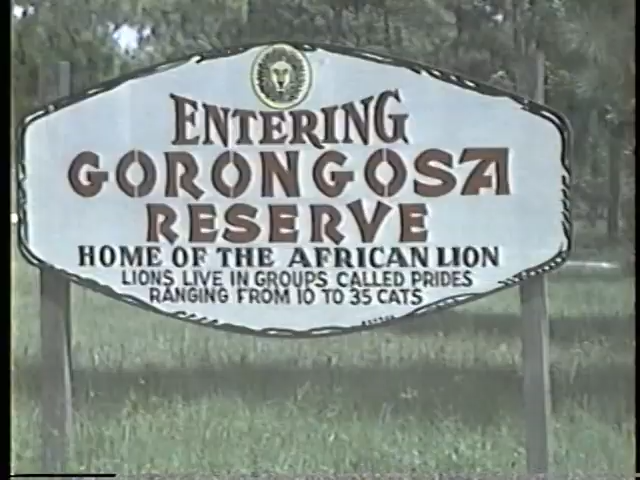 ENTERING
GORONGOSA
RESERVE
HOME OF THE AFRICAN LION
LIONS LIVE IN GROUPS CALLED PRIDES
RANGING FROM 10 TO 35 CATS